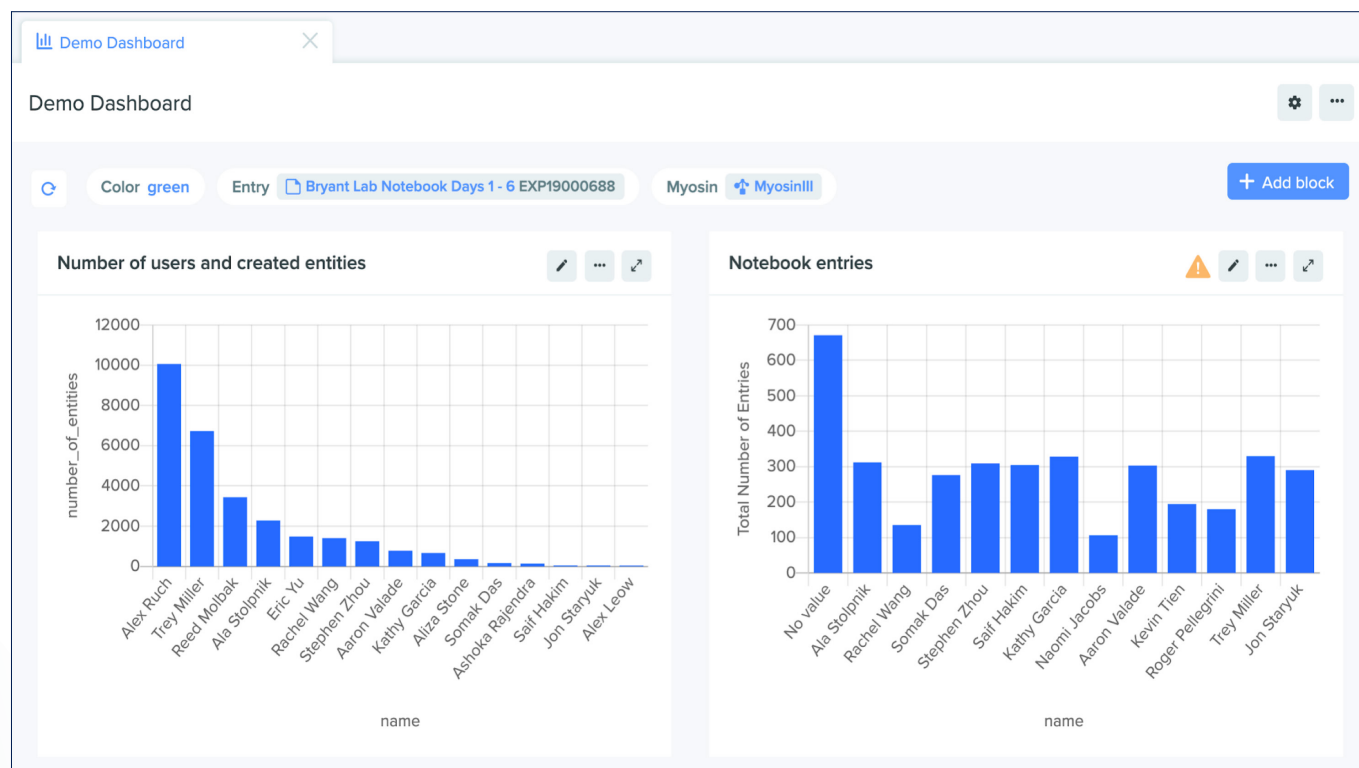 Demo Dashboard
Demo Dashboard
Color green
Entry Bryant Lab Notebook Days 1 - 6 EXP19000688
Myosin MyosinIII
+ Add block
Number of users and created entities
number_of_entities
12000
10000
8000
6000
4000
2000
0
Alex Ruch
Trey Miller
Reed Molbak
Ala Stolpnik
Eric Yu
Rachel Wang
Stephen Zhou
Aaron Valade
Kathy Garcia
Aliza Stone
Somak Das
Ashoka Rajendra
Saif Hakim
Jon Staryuk
Alex Leow
name
Notebook entries
Total Number of Entries
700
600
500
400
300
200
100
0
No value
Ala Stolpnik
Rachel Wang
Somak Das
Stephen Zhou
Saif Hakim
Kathy Garcia
Naomi Jacobs
Aaron Valade
Kevin Tien
Roger Pellegrini
Trey Miller
Jon Staryuk
name